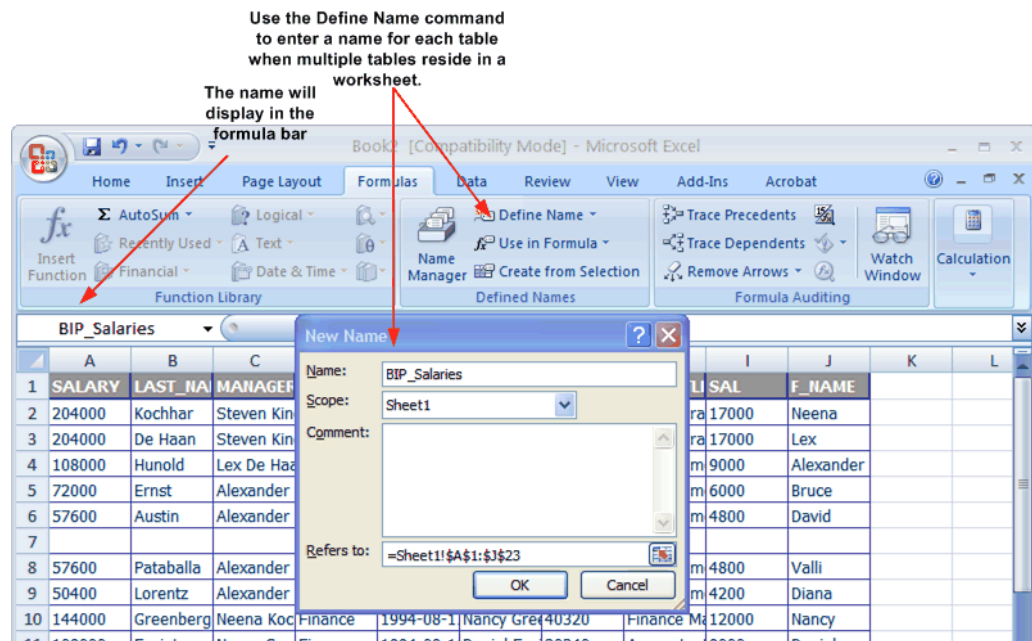 Use the Define Name command
to enter a name for each table
when multiple tables reside in a
worksheet.
The name will
display in the
formula bar
Book2 [Compatibility Mode] - Microsoft Excel
Home Insert Page Layout Formulas Data Review View Add-Ins Acrobat
Σ AutoSum Logical Define Name Trace Precedents
fx Recently Used A Text Use in Formula Trace Dependents
Insert Function Financial Date & Time Name Manager Create from Selection Remove Arrows Watch Window Calculation
Function Library Defined Names Formula Auditing
BIP_Salaries
New Name
Name: BIP_Salaries
Scope: Sheet1
Comment:
Refers to: =Sheet1!$A$1:$J$23
OK Cancel
A B C I J K L
1 SALARY LAST_NA MANAGER SAL F_NAME
2 204000 Kochhar Steven Kin ra 17000 Neena
3 204000 De Haan Steven Kin ra 17000 Lex
4 108000 Hunold Lex De Haa m 9000 Alexander
5 72000 Ernst Alexander m 6000 Bruce
6 57600 Austin Alexander m 4800 David
7
8 57600 Pataballa Alexander m 4800 Valli
9 50400 Lorentz Alexander m 4200 Diana
10 144000 Greenberg Neena Koc Finance 1994-08-1 Nancy Gree 40320 Finance Ma 12000 Nancy